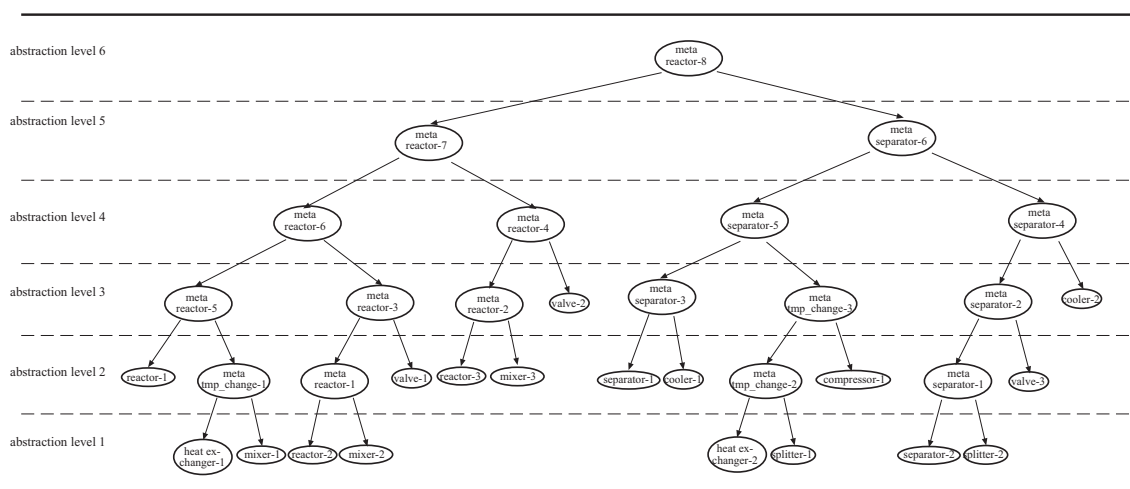 abstraction level 6
meta
reactor-8
abstraction level 5
meta
reactor-7
meta
separator-6
abstraction level 4
meta
reactor-6
meta
reactor-4
meta
separator-5
meta
separator-4
abstraction level 3
meta
reactor-5
meta
reactor-3
meta
reactor-2
valve-2
meta
separator-3
meta
tmp_change-3
meta
separator-2
cooler-2
abstraction level 2
reactor-1
meta
tmp_change-1
meta
reactor-1
valve-1
reactor-3
mixer-3
separator-1
cooler-1
meta
tmp_change-2
compressor-1
meta
separator-1
valve-3
abstraction level 1
heat ex-
changer-1
mixer-1
reactor-2
mixer-2
heat ex-
changer-2
splitter-1
separator-2
splitter-2